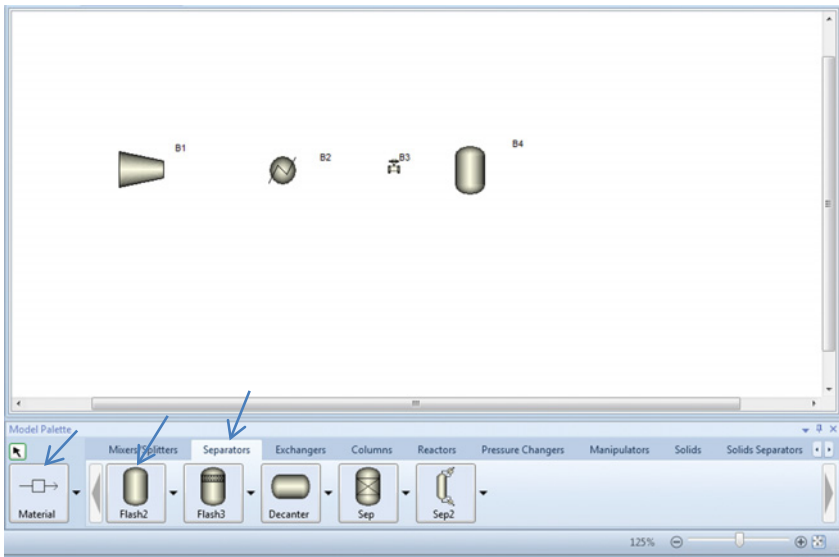 B1
B2
B3
B4
Model Palette
Mixers/Splitters Separators Exchangers Columns Reactors Pressure Changers Manipulators Solids Solids Separators
Material Flash2 Flash3 Decanter Sep Sep2
125%